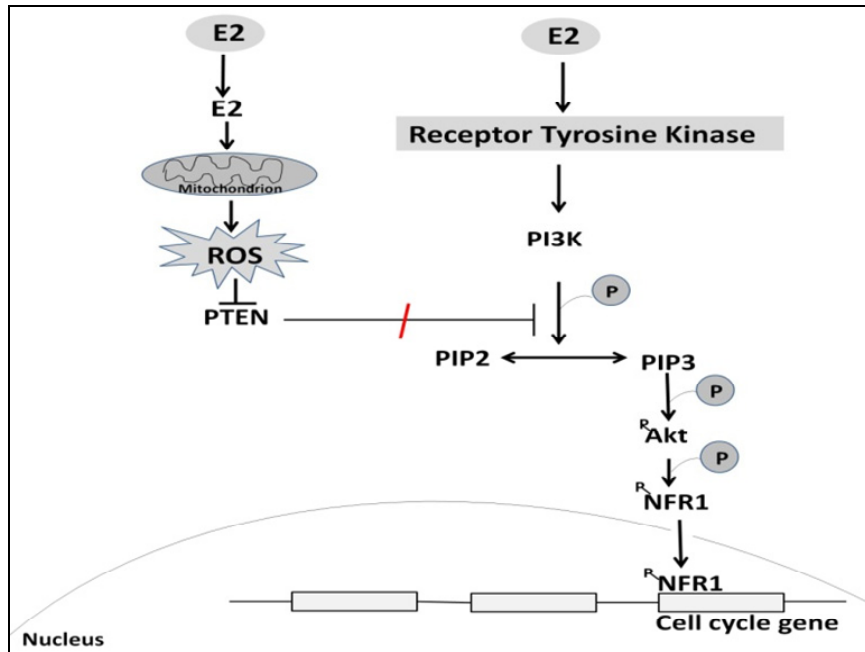 E2
E2
E2
Receptor Tyrosine Kinase
Mitochondrion
PI3K
ROS
P
PTEN
PIP2
PIP3
P
P
Akt
P
P
NFR1
P
NFR1
Cell cycle gene
Nucleus